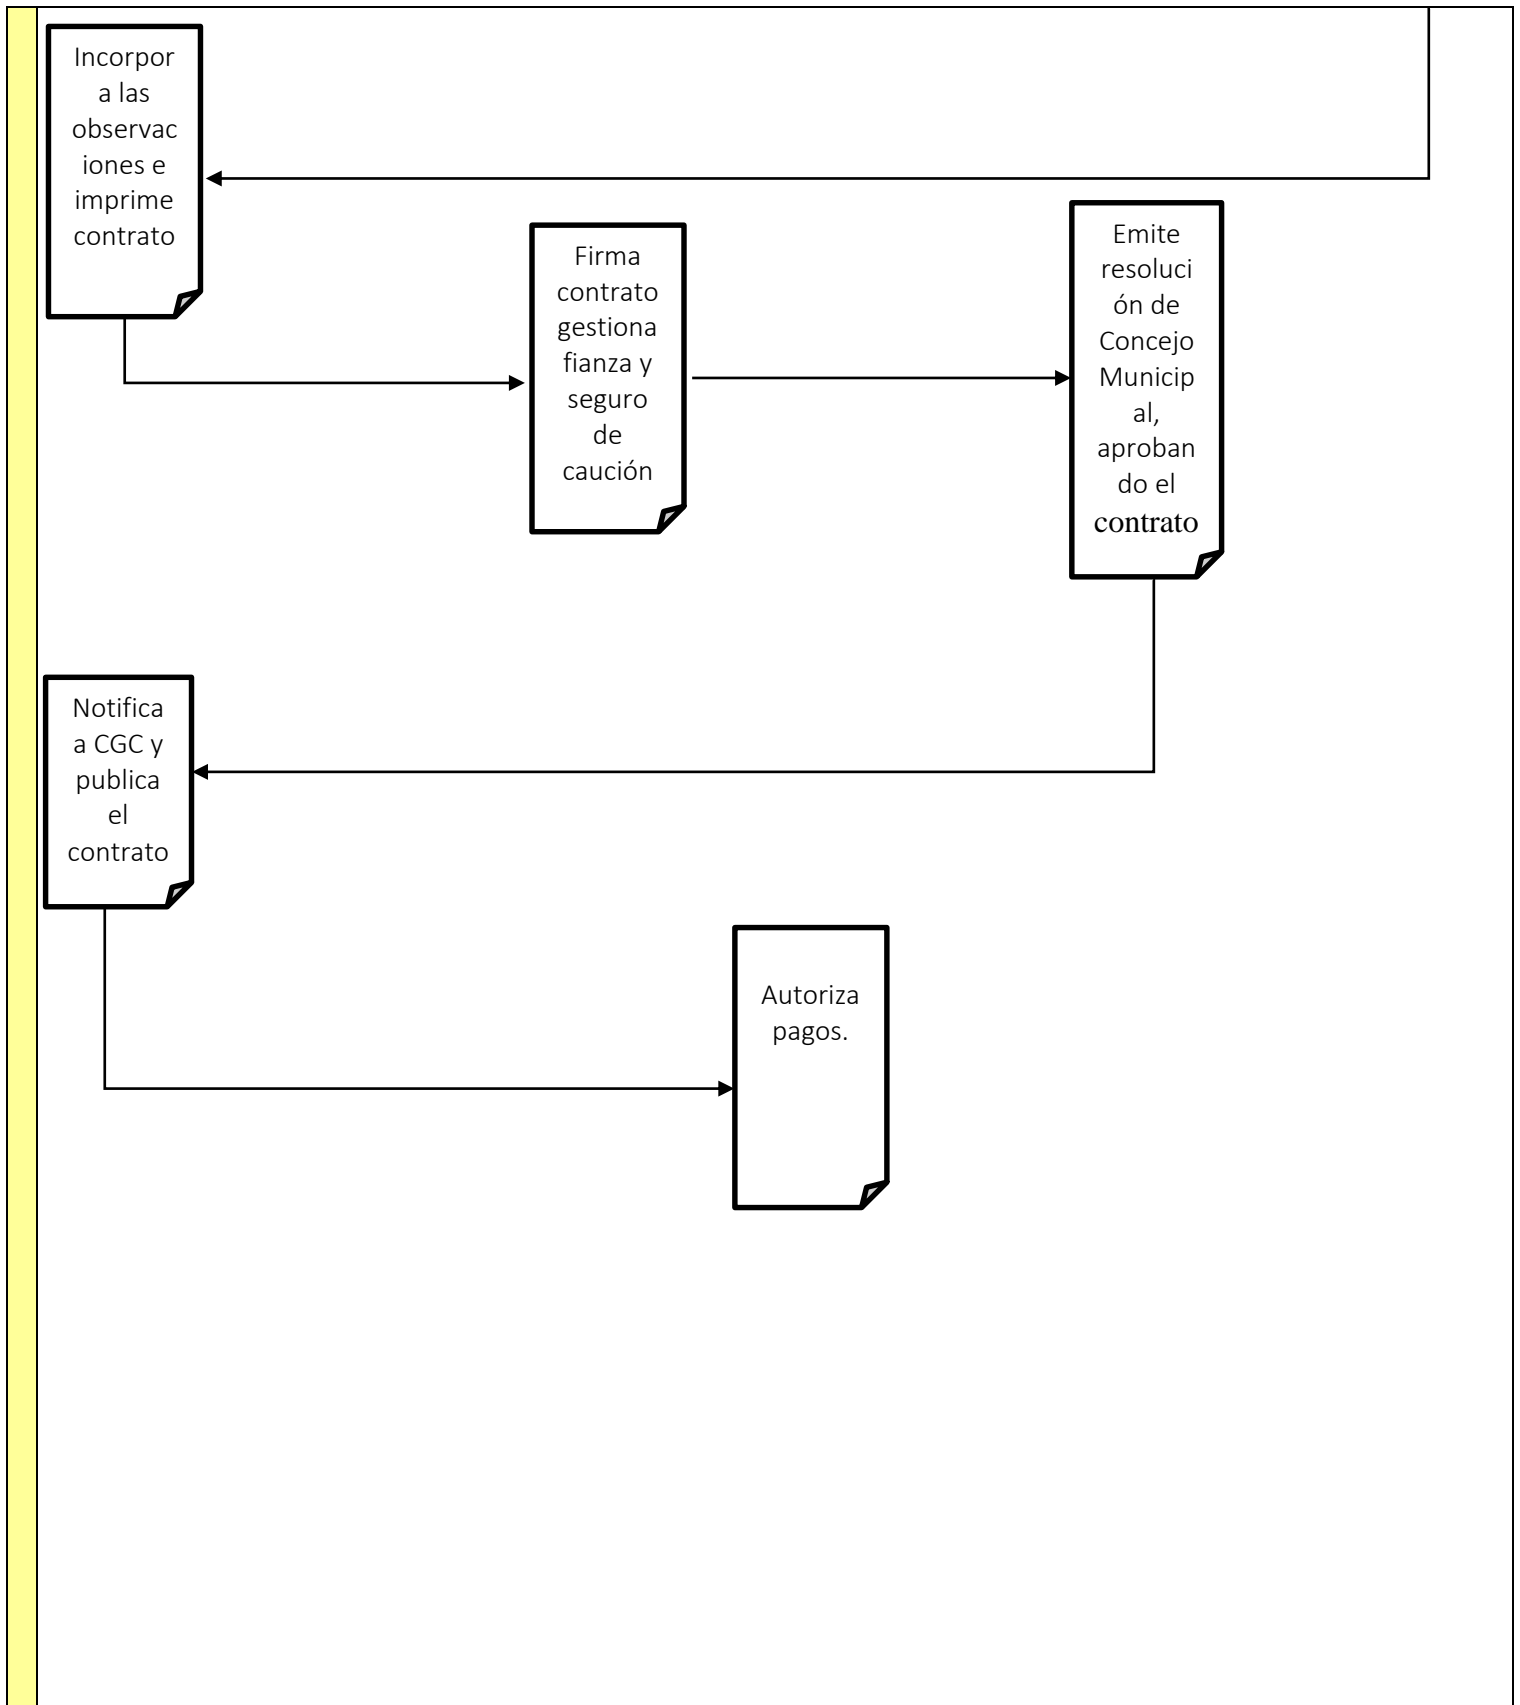 Incorpor
a las
observac
iones e
imprime
contrato
Firma
contrato
gestiona
fianza y
seguro
de
caución
Emite
resoluci
ón de
Concejo
Municip
al,
aproban
do el
contrato
Notifica
a CGC y
publica
el
contrato
Autoriza
pagos.